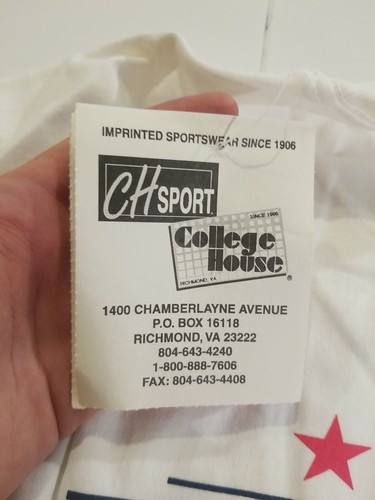 IMPRINTED SPORTSWEAR SINCE 1906
CH SPORT
SINCE 1906
College
House®
RICHMOND, VA
1400 CHAMBERLAYNE AVENUE
P.O. BOX 16118
RICHMOND, VA 23222
804-643-4240
1-800-888-7606
FAX: 804-643-4408